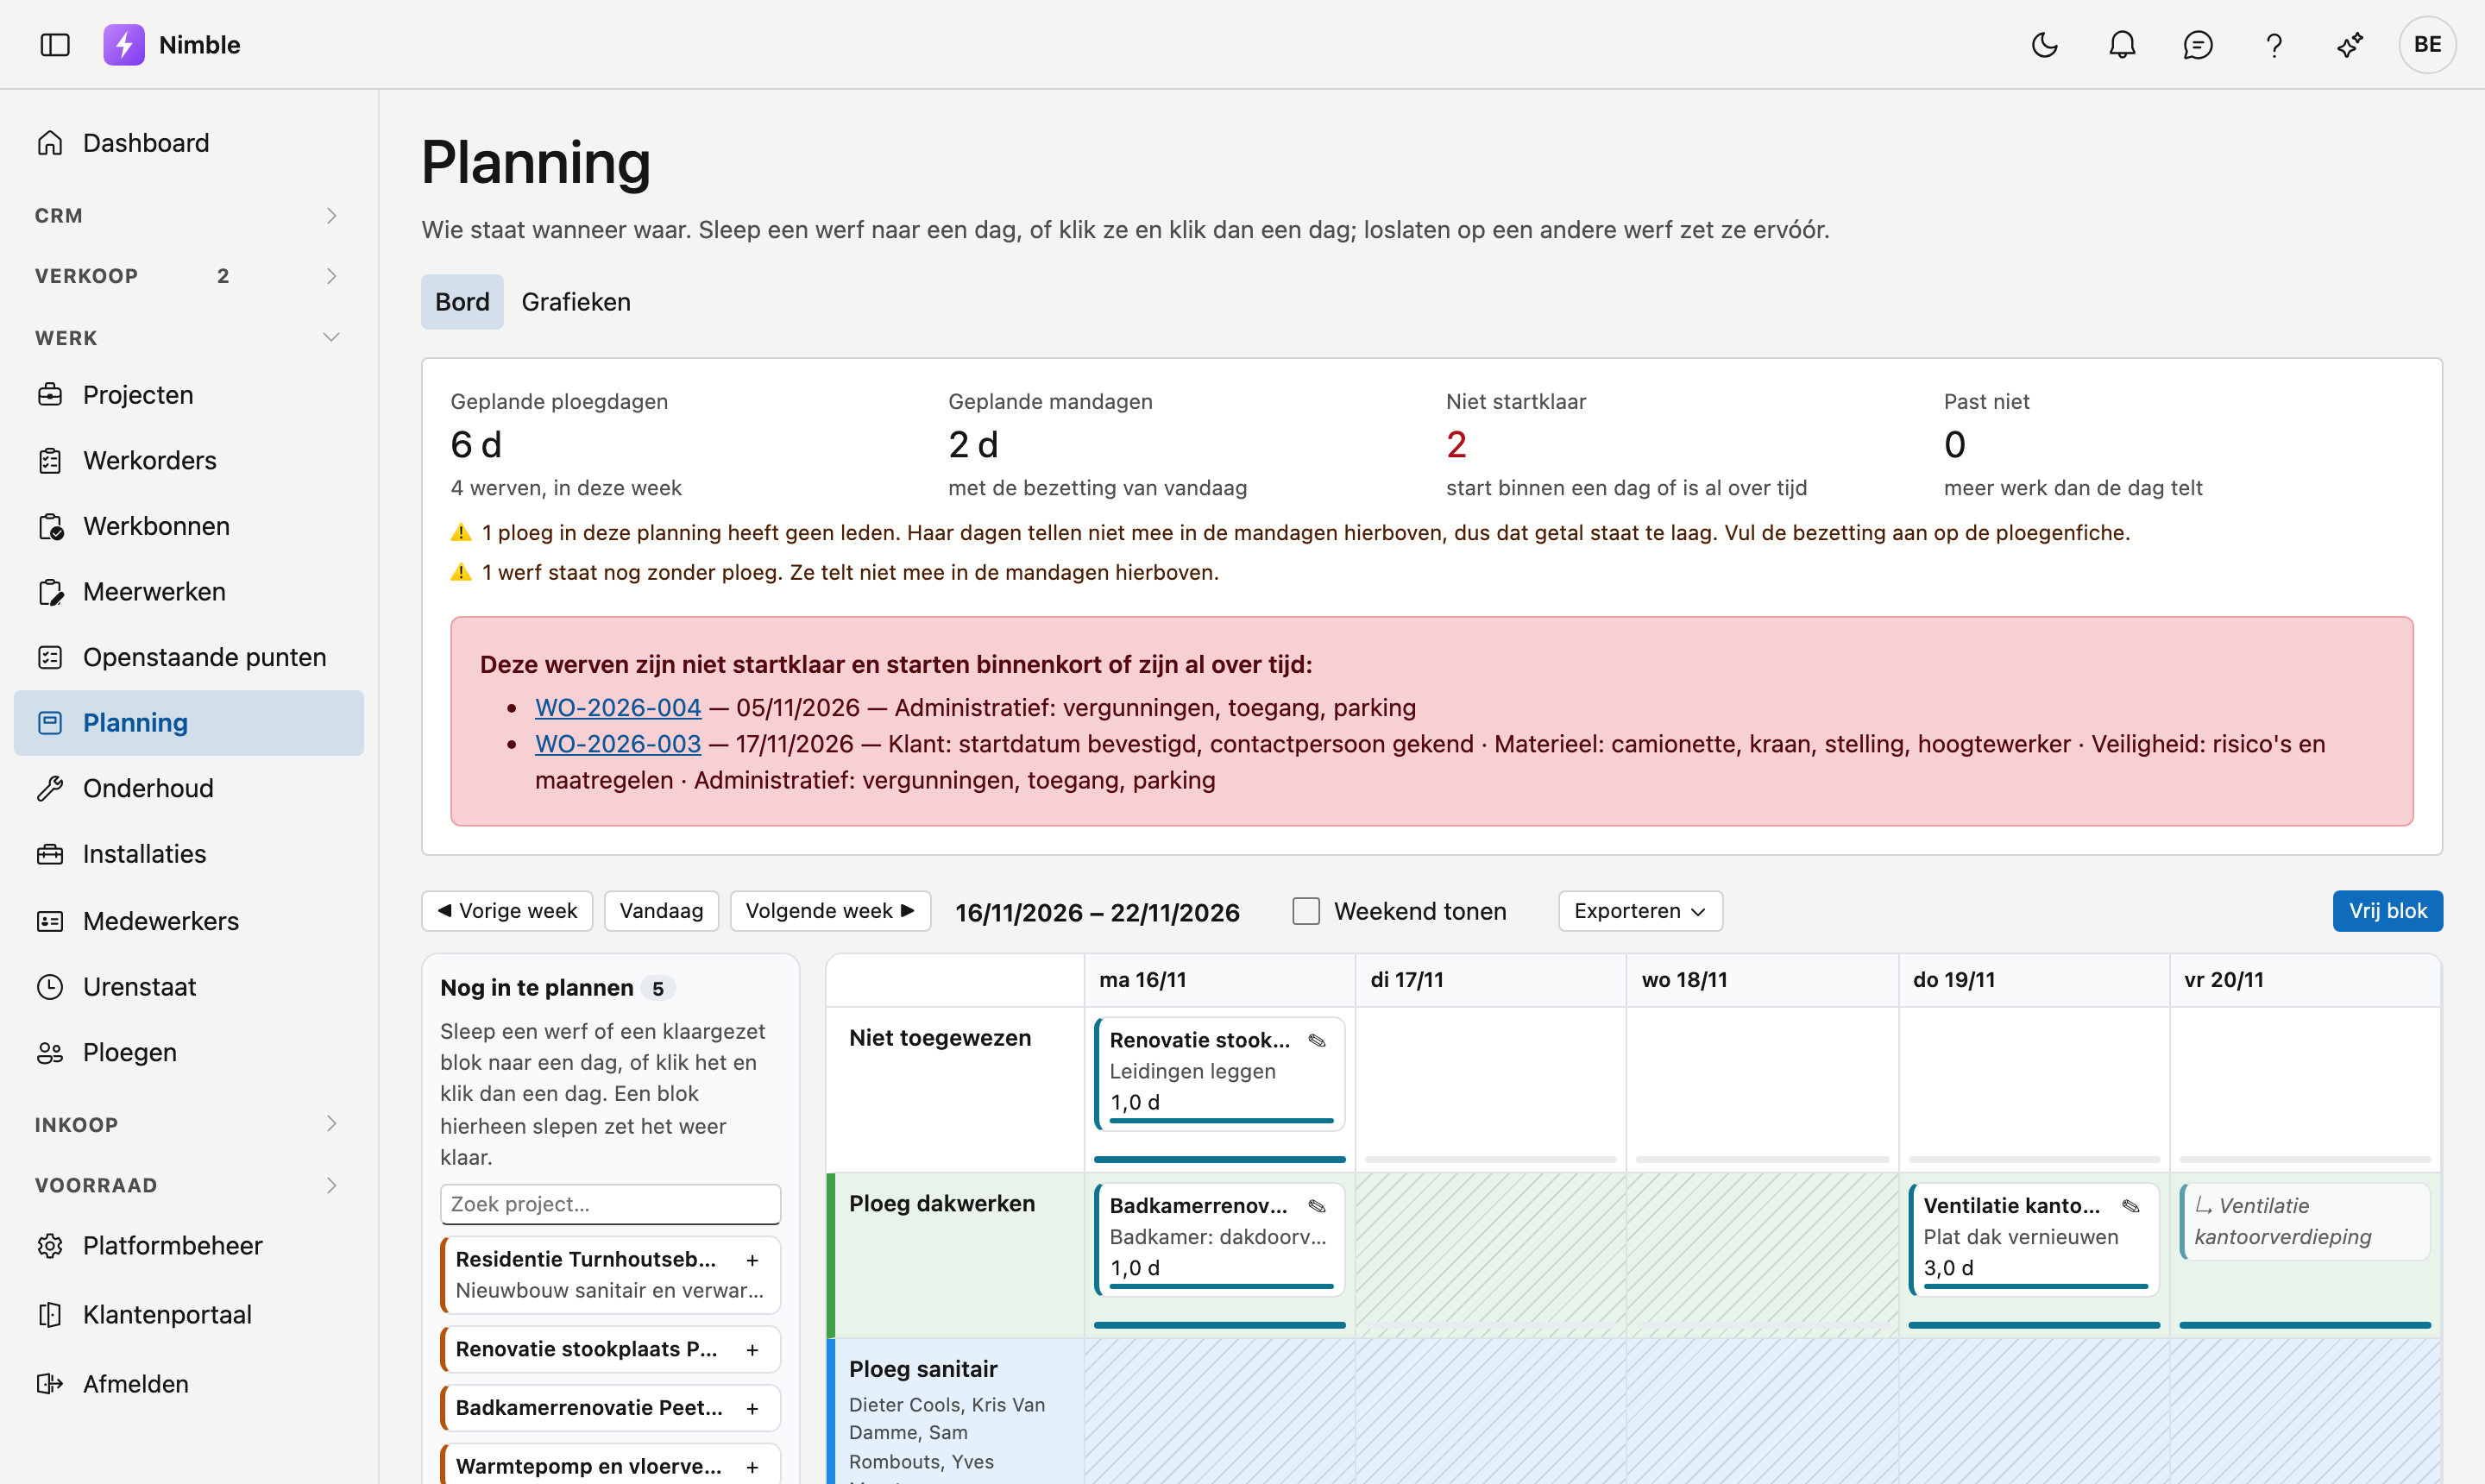 Nimble
BE
Dashboard
CRM
VERKOOP 2
WERK
Projecten
Werkorders
Werkbonnen
Meerwerken
Openstaande punten
Planning
Onderhoud
Installaties
Medewerkers
Urenstaat
Ploegen
INKOOP
VOORRAAD
Platformbeheer
Klantenportaal
Afmelden
Planning
Wie staat wanneer waar. Sleep een werf naar een dag, of klik ze en klik dan een dag; loslaten op een andere werf zet ze ervóór.
Bord Grafieken
Geplande ploegdagen
6 d
4 werven, in deze week
Geplande mandagen
2 d
met de bezetting van vandaag
Niet startklaar
2
start binnen een dag of is al over tijd
Past niet
0
meer werk dan de dag telt
1 ploeg in deze planning heeft geen leden. Haar dagen tellen niet mee in de mandagen hierboven, dus dat getal staat te laag. Vul de bezetting aan op de ploegenfiche.
1 werf staat nog zonder ploeg. Ze telt niet mee in de mandagen hierboven.
Deze werven zijn niet startklaar en starten binnenkort of zijn al over tijd:
• WO-2026-004 — 05/11/2026 — Administratief: vergunningen, toegang, parking
• WO-2026-003 — 17/11/2026 — Klant: startdatum bevestigd, contactpersoon gekend · Materieel: camionette, kraan, stelling, hoogtewerker · Veiligheid: risico's en
maatregelen · Administratief: vergunningen, toegang, parking
◀ Vorige week Vandaag Volgende week ▶ 16/11/2026 – 22/11/2026 Weekend tonen Exporteren Vrij blok
Nog in te plannen 5
Sleep een werf of een klaargezet
blok naar een dag, of klik het en
klik dan een dag. Een blok
hierheen slepen zet het weer
klaar.
Zoek project...
Residentie Turnhoutseb... +
Nieuwbouw sanitair en verwar...
Renovatie stookplaats P... +
Badkamerrenovatie Peet... +
Warmtepomp en vloerve... +
ma 16/11 di 17/11 wo 18/11 do 19/11 vr 20/11
Niet toegewezen
Renovatie stook...
Leidingen leggen
1,0 d
Ploeg dakwerken
Badkamerrenov...
Badkamer: dakdoorv...
1,0 d
Ventilatie kanto...
Plat dak vernieuwen
3,0 d
Ventilatie
kantoorverdieping
Ploeg sanitair
Dieter Cools, Kris Van
Damme, Sam
Rombouts, Yves